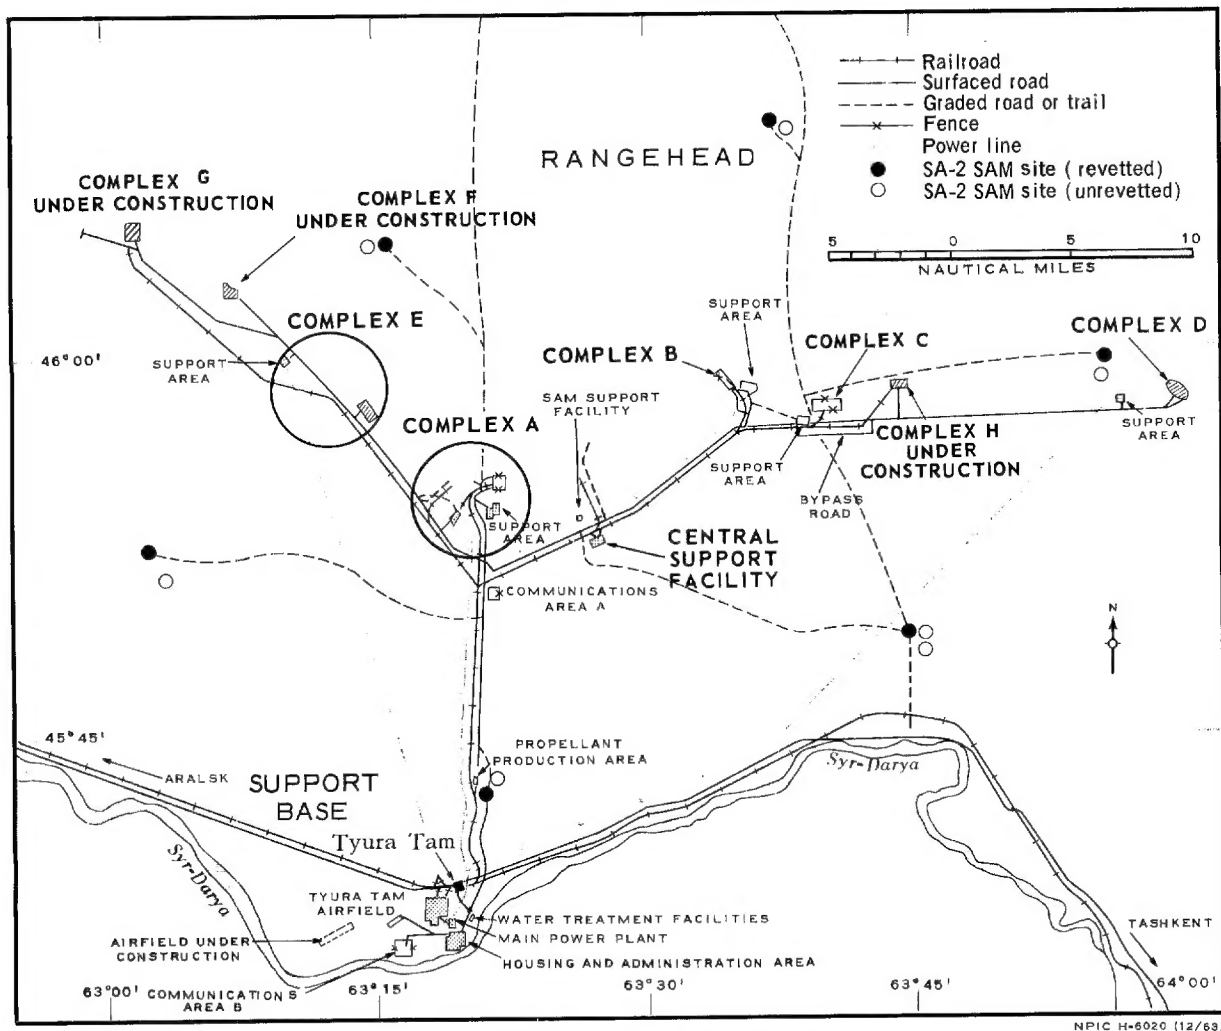 Railroad
Surfaced road
Graded road or trail
Fence
Power line
SA-2 SAM site (revetted)
SA-2 SAM site (unrevetted)
5 0 5 10
NAUTICAL MILES
RANGEHEAD
COMPLEX G
UNDER CONSTRUCTION
COMPLEX F
UNDER CONSTRUCTION
COMPLEX E
46°00'
SUPPORT
AREA
COMPLEX A
SUPPORT
AREA
SAM SUPPORT
FACILITY
COMPLEX B
SUPPORT
AREA
COMPLEX C
COMPLEX D
SUPPORT
AREA
SUPPORT
AREA
BYPASS
ROAD
COMPLEX H
UNDER
CONSTRUCTION
CENTRAL
SUPPORT
FACILITY
COMMUNICATIONS
AREA A
N
45°45'
ARALSK
SUPPORT
BASE
PROPELLANT
PRODUCTION AREA
Syr-Darya
Tyura Tam
Syr-Darya
TYURA TAM
AIRFIELD
WATER TREATMENT FACILITIES
MAIN POWER PLANT
HOUSING AND ADMINISTRATION AREA
AIRFIELD UNDER
CONSTRUCTION
COMMUNICATIONS
AREA B
TASHKENT
63°00' 63°15' 63°30' 63°45' 64°00'
NPIC H-6020 (12/63